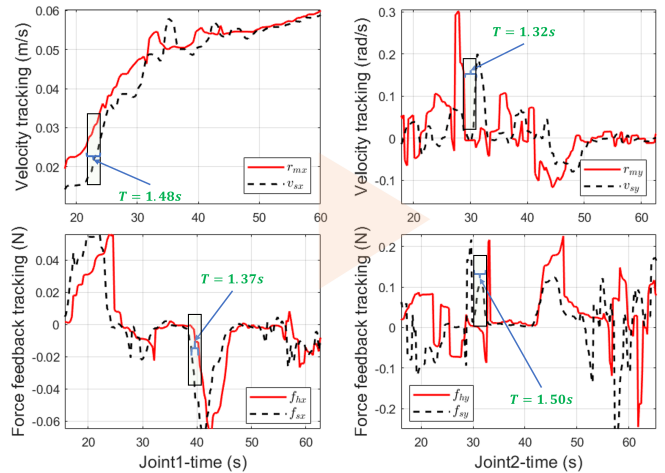 Velocity tracking (m/s)
0.06
0.05
0.04
0.03
0.02
20
30
40
50
60
T = 1.48s
r_mx
v_sx
Velocity tracking (rad/s)
0.3
0.2
0.1
0
-0.1
20
30
40
50
60
T = 1.32s
r_my
v_sy
Force feedback tracking (N)
0.04
0.02
0
-0.02
-0.04
-0.06
20
30
40
50
60
T = 1.37s
f_hx
f_sx
Joint1-time (s)
Force feedback tracking (N)
0.2
0.1
0
-0.1
-0.2
20
30
40
50
60
T = 1.50s
f_hy
f_sy
Joint2-time (s)